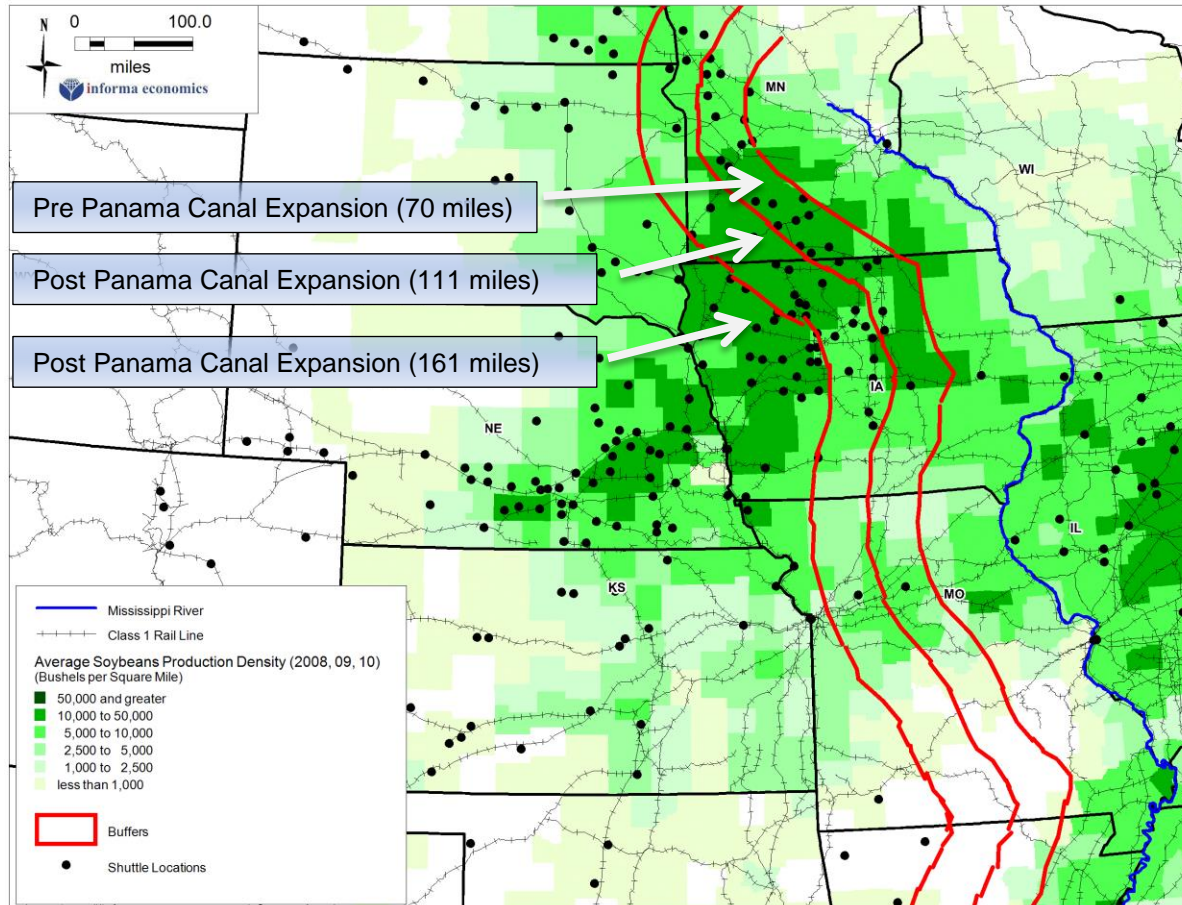 N
0 100.0
miles
informa economics
MN
WI
Pre Panama Canal Expansion (70 miles)
Post Panama Canal Expansion (111 miles)
Post Panama Canal Expansion (161 miles)
IA
NE
IL
KS
MO
Mississippi River
Class 1 Rail Line
Average Soybeans Production Density (2008, 09, 10)
(Bushels per Square Mile)
50,000 and greater
10,000 to 50,000
5,000 to 10,000
2,500 to 5,000
1,000 to 2,500
less than 1,000
Buffers
Shuttle Locations